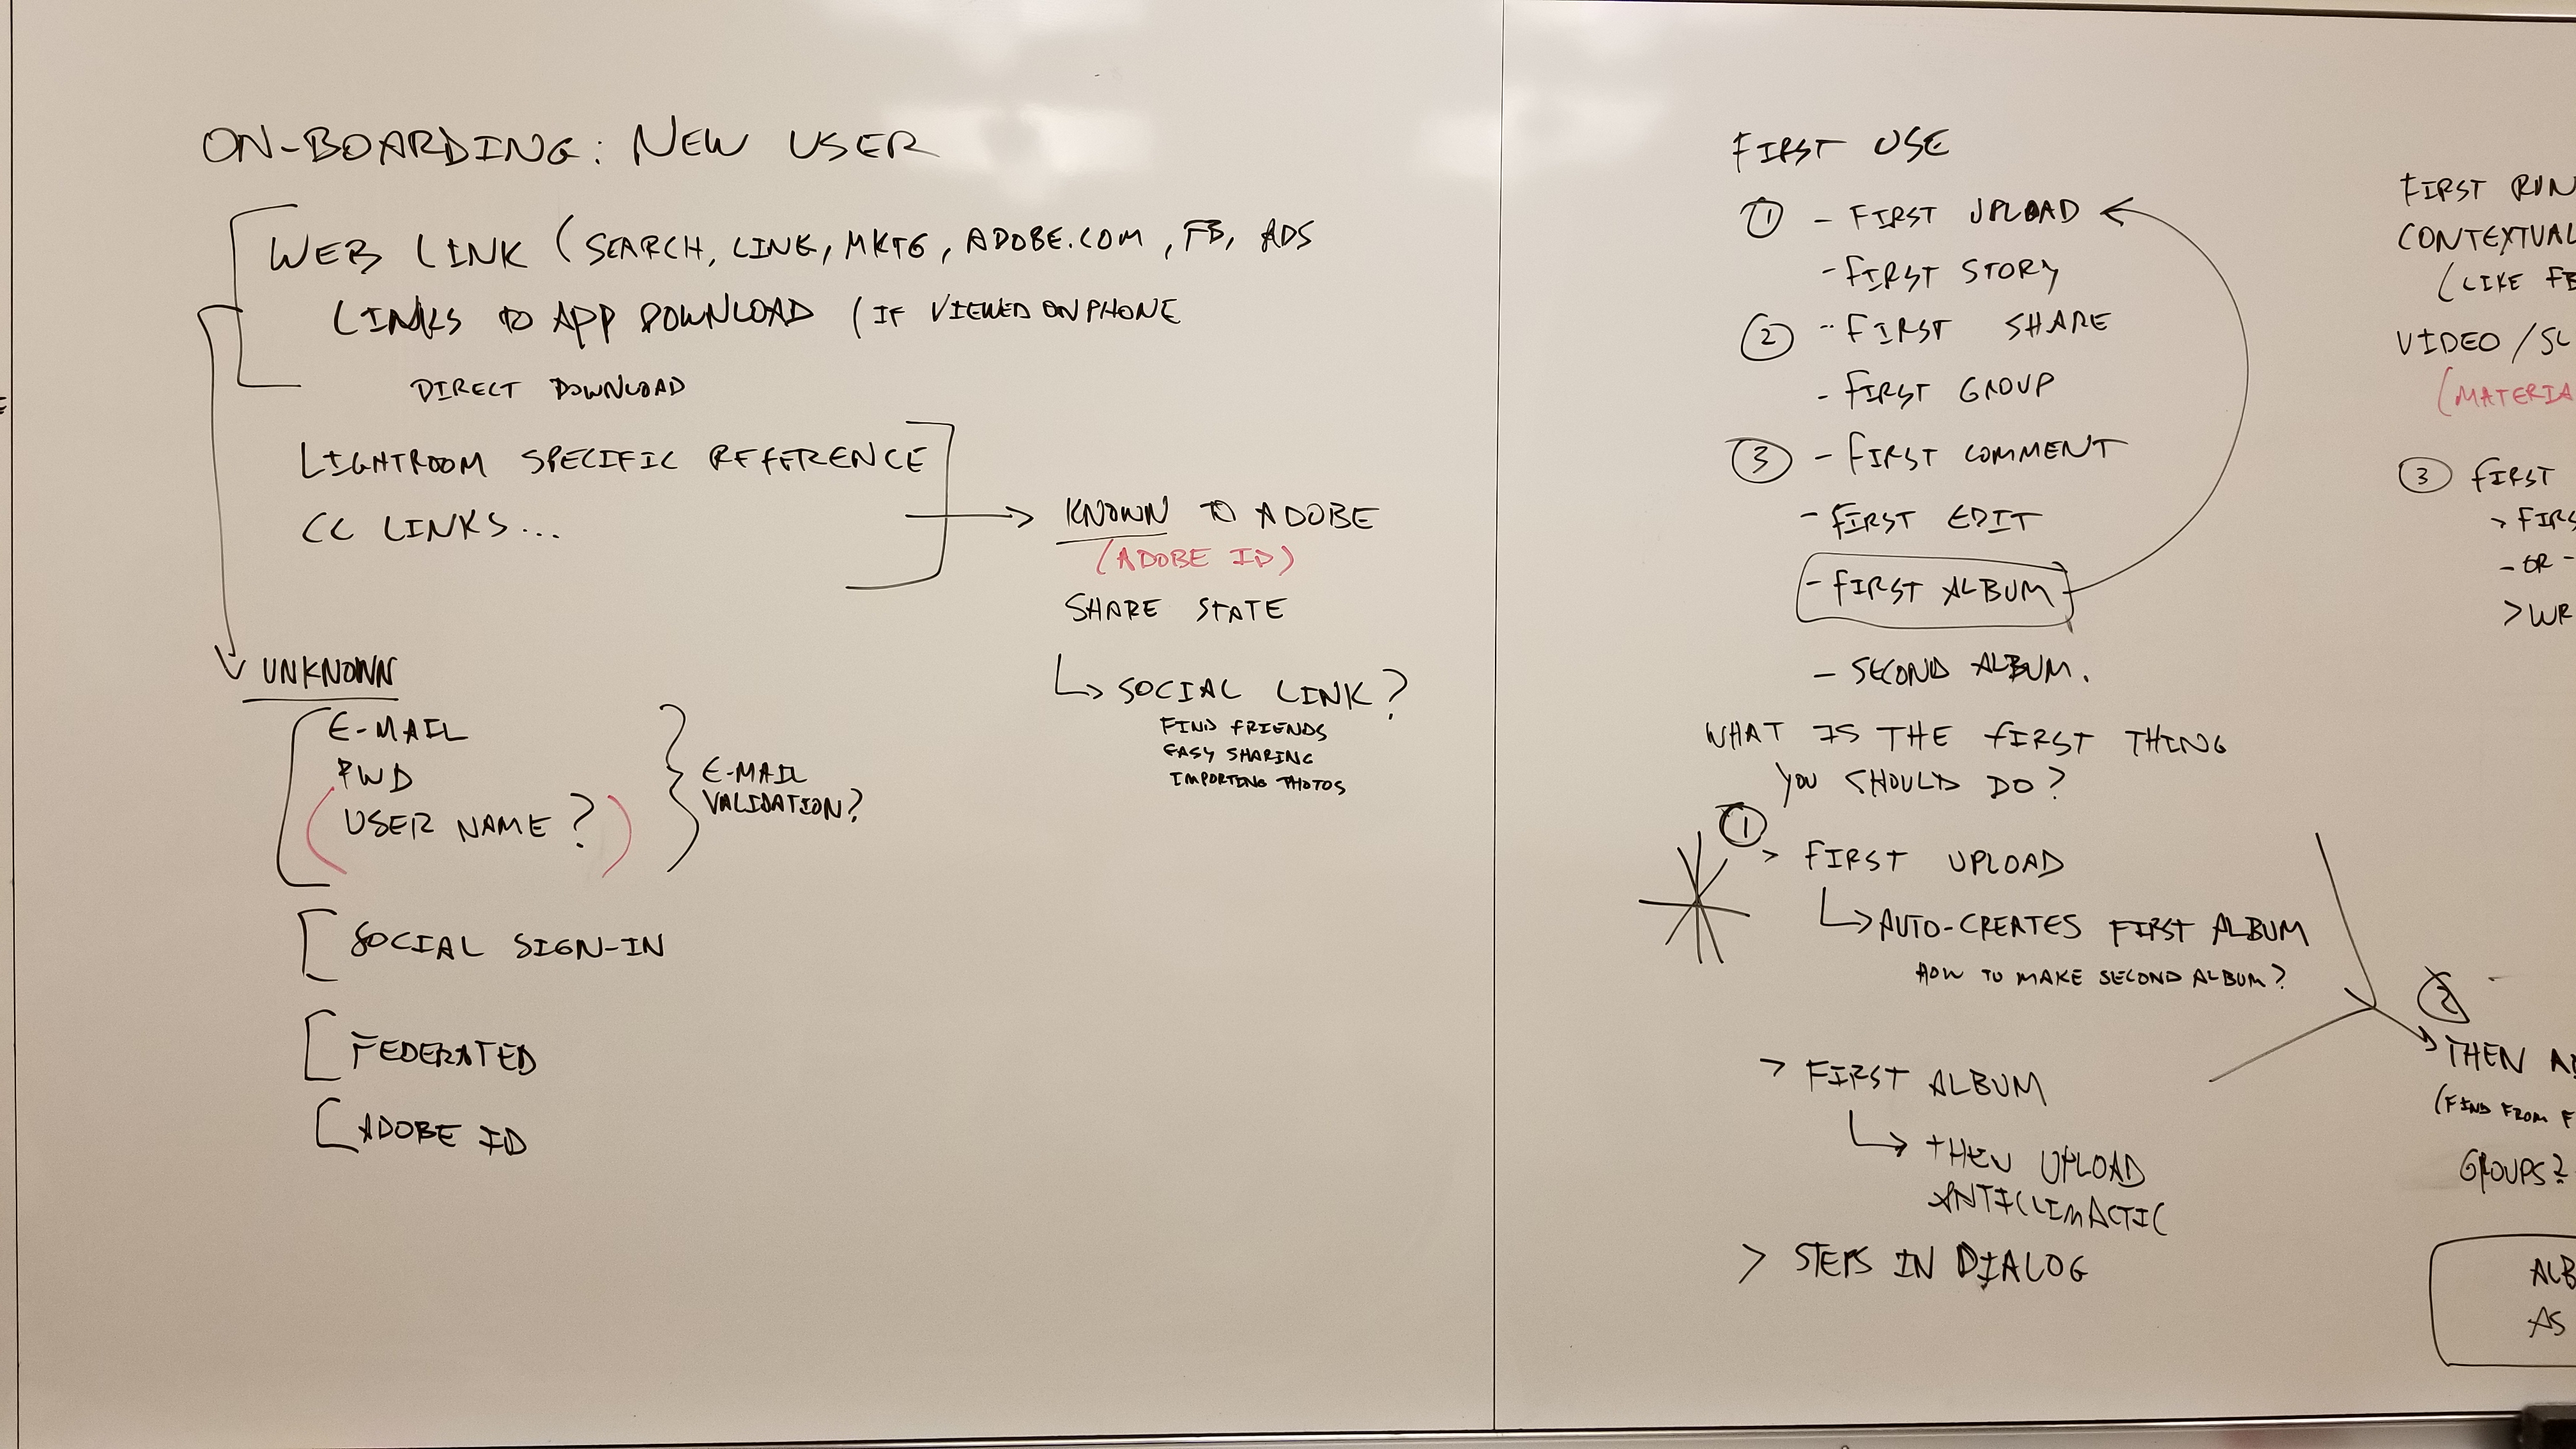 ON-BOARDING: NEW USER
WEB LINK (SEARCH, LINK, MKTG, ADOBE.COM, FB, ADS
LINKS TO APP DOWNLOAD (IF VIEWED ON PHONE
DIRECT DOWNLOAD
LIGHTROOM SPECIFIC REFERENCE
CC LINKS...
KNOWN TO ADOBE
(ADOBE ID)
SHARE STATE
SOCIAL LINK?
FIND FRIENDS
EASY SHARING
IMPORTING PHOTOS
UNKNOWN
E-MAIL
PWD
(USER NAME?)
E-MAIL
VALIDATION?
SOCIAL SIGN-IN
FEDERATED
ADOBE ID
FIRST USE
① - FIRST UPLOAD
- FIRST STORY
② - FIRST SHARE
- FIRST GROUP
③ - FIRST COMMENT
- FIRST EDIT
- FIRST ALBUM
- SECOND ALBUM.
WHAT IS THE FIRST THING
YOU SHOULD DO?
①
> FIRST UPLOAD
AUTO-CREATES FIRST ALBUM
HOW TO MAKE SECOND ALBUM?
> FIRST ALBUM
THEN UPLOAD
ANTICLIMACTIC
> STEPS IN DIALOG
FIRST RUN
CONTEXTUAL
(LIKE FB
VIDEO /
(MATERIA
③ FIRST
> FIRS
- OR -
> WR
②
THEN
(FIND FROM F
GROUPS?
ALB
AS